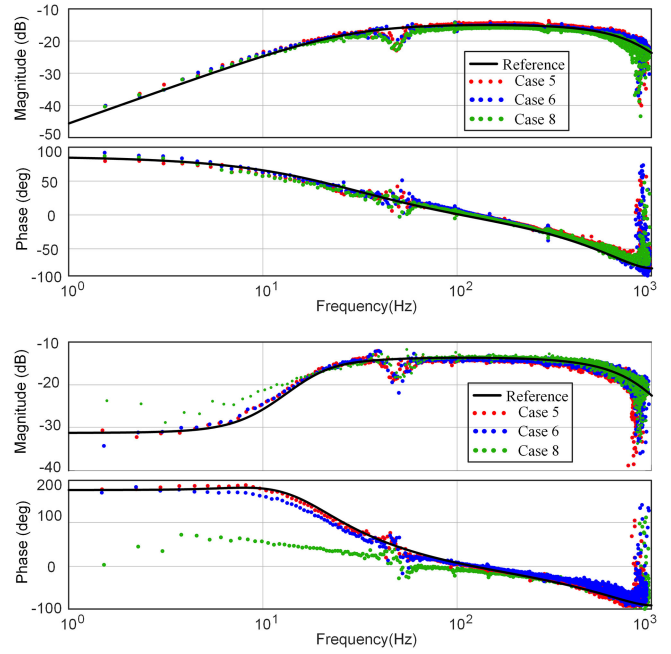 -10
-20
-30
-40
-50
Magnitude (dB)
Reference
Case 5
Case 6
Case 8
100
50
0
-50
-100
Phase (deg)
10^0
10^1
10^2
10^3
Frequency(Hz)
-10
-20
-30
-40
Magnitude (dB)
Reference
Case 5
Case 6
Case 8
200
100
0
-100
Phase (deg)
10^0
10^1
10^2
10^3
Frequency(Hz)